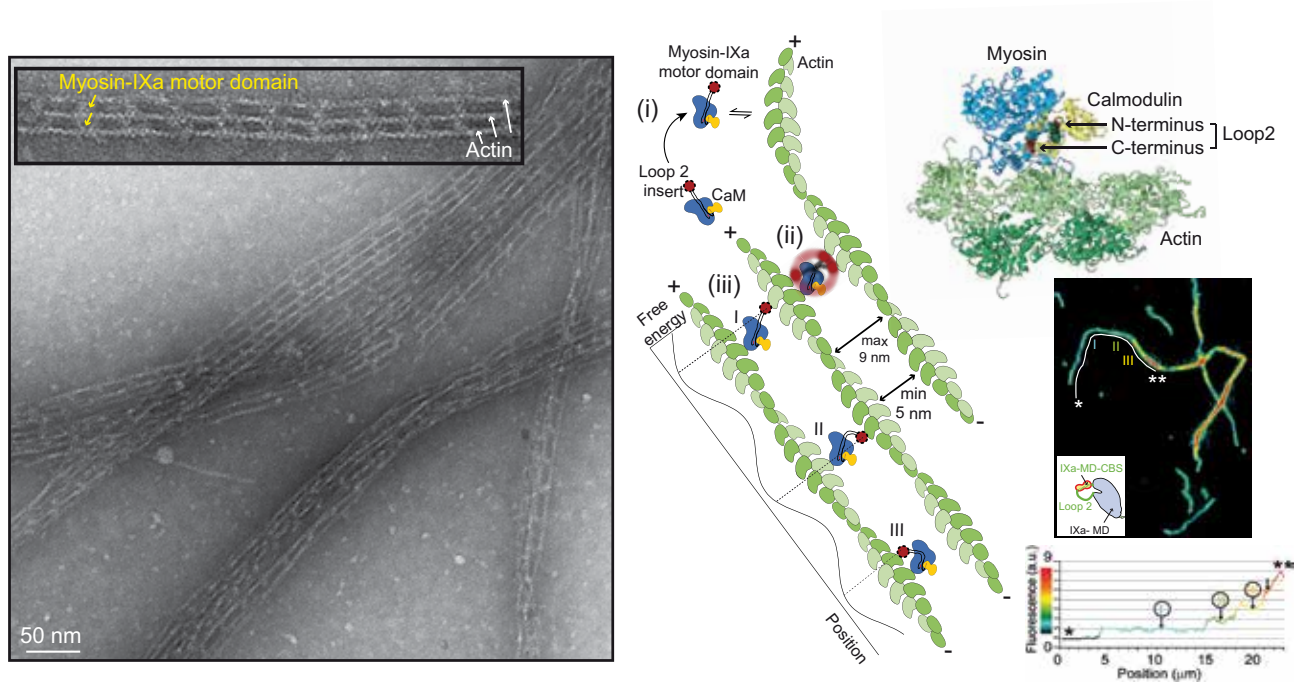 Myosin-IXa motor domain
Actin
50 nm
Myosin-IXa
motor domain
+
Actin
(i)
Loop 2
insert
CaM
+
(ii)
+
(iii)
I
Free
energy
max
9 nm
min
5 nm
-
II
III
-
Position
-
Myosin
Calmodulin
N-terminus
C-terminus
Loop2
Actin
I
II
III
*
**
IXa-MD-CBS
Loop 2
IXa- MD
Fluorescence (a.u.)
9
0
*
**
0
5
10
15
20
Position (μm)